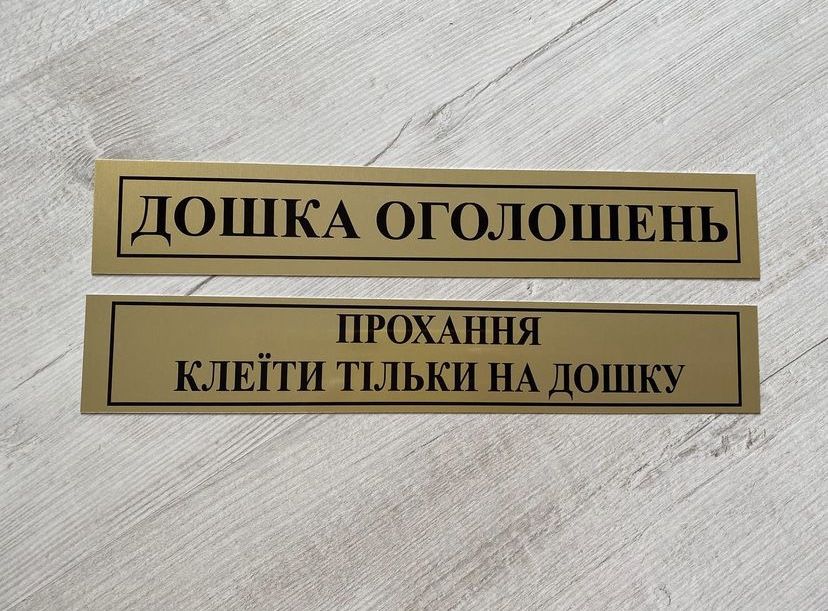 ДОШКА ОГОЛОШЕНЬ
ПРОХАННЯ
КЛЕЇТИ ТІЛЬКИ НА ДОШКУ